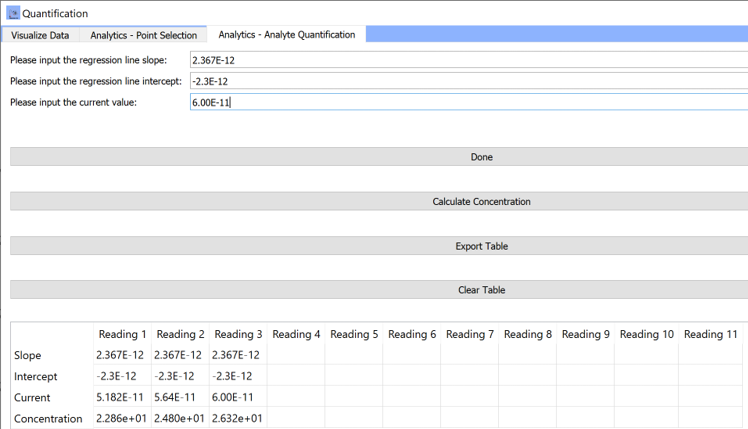 Quantification
Visualize Data Analytics - Point Selection Analytics - Analyte Quantification
Please input the regression line slope: 2.367E-12
Please input the regression line intercept: -2.3E-12
Please input the current value: 6.00E-11
Done
Calculate Concentration
Export Table
Clear Table
Reading 1 Reading 2 Reading 3 Reading 4 Reading 5 Reading 6 Reading 7 Reading 8 Reading 9 Reading 10 Reading 11
Slope 2.367E-12 2.367E-12 2.367E-12
Intercept -2.3E-12 -2.3E-12 -2.3E-12
Current 5.182E-11 5.64E-11 6.00E-11
Concentration 2.286e+01 2.480e+01 2.632e+01